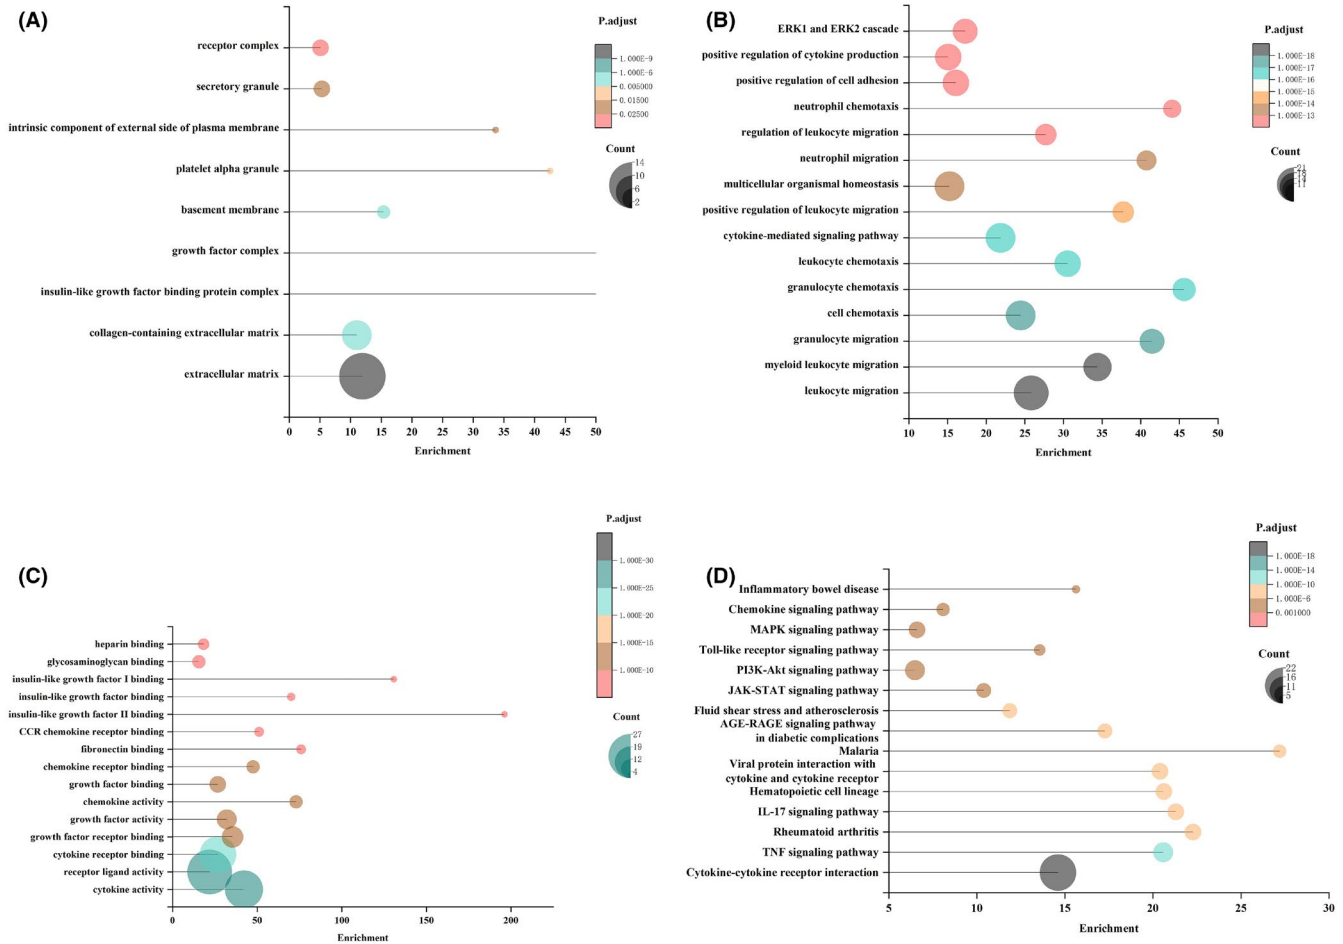 (A)
receptor complex
secretory granule
intrinsic component of external side of plasma membrane
platelet alpha granule
basement membrane
growth factor complex
insulin-like growth factor binding protein complex
collagen-containing extracellular matrix
extracellular matrix
0 5 10 15 20 25 30 35 40 45 50
Enrichment
P.adjust
1.000E-9
1.000E-6
0.005000
0.01500
0.02500
Count
14
10
6
2
(B)
ERK1 and ERK2 cascade
positive regulation of cytokine production
positive regulation of cell adhesion
neutrophil chemotaxis
regulation of leukocyte migration
neutrophil migration
multicellular organismal homeostasis
positive regulation of leukocyte migration
cytokine-mediated signaling pathway
leukocyte chemotaxis
granulocyte chemotaxis
cell chemotaxis
granulocyte migration
myeloid leukocyte migration
leukocyte migration
10 15 20 25 30 35 40 45 50
Enrichment
P.adjust
1.000E-18
1.000E-17
1.000E-16
1.000E-15
1.000E-14
1.000E-13
Count
21
18
11
(C)
heparin binding
glycosaminoglycan binding
insulin-like growth factor I binding
insulin-like growth factor binding
insulin-like growth factor II binding
CCR chemokine receptor binding
fibronectin binding
chemokine receptor binding
growth factor binding
chemokine activity
growth factor activity
growth factor receptor binding
cytokine receptor binding
receptor ligand activity
cytokine activity
0 50 100 150 200
Enrichment
P.adjust
1.000E-30
1.000E-25
1.000E-20
1.000E-15
1.000E-10
Count
27
19
12
4
(D)
Inflammatory bowel disease
Chemokine signaling pathway
MAPK signaling pathway
Toll-like receptor signaling pathway
PI3K-Akt signaling pathway
JAK-STAT signaling pathway
Fluid shear stress and atherosclerosis
AGE-RAGE signaling pathway
in diabetic complications
Malaria
Viral protein interaction with
cytokine and cytokine receptor
Hematopoietic cell lineage
IL-17 signaling pathway
Rheumatoid arthritis
TNF signaling pathway
Cytokine-cytokine receptor interaction
5 10 15 20 25 30
Enrichment
P.adjust
1.000E-18
1.000E-14
1.000E-10
1.000E-6
0.001000
Count
22
16
11
5